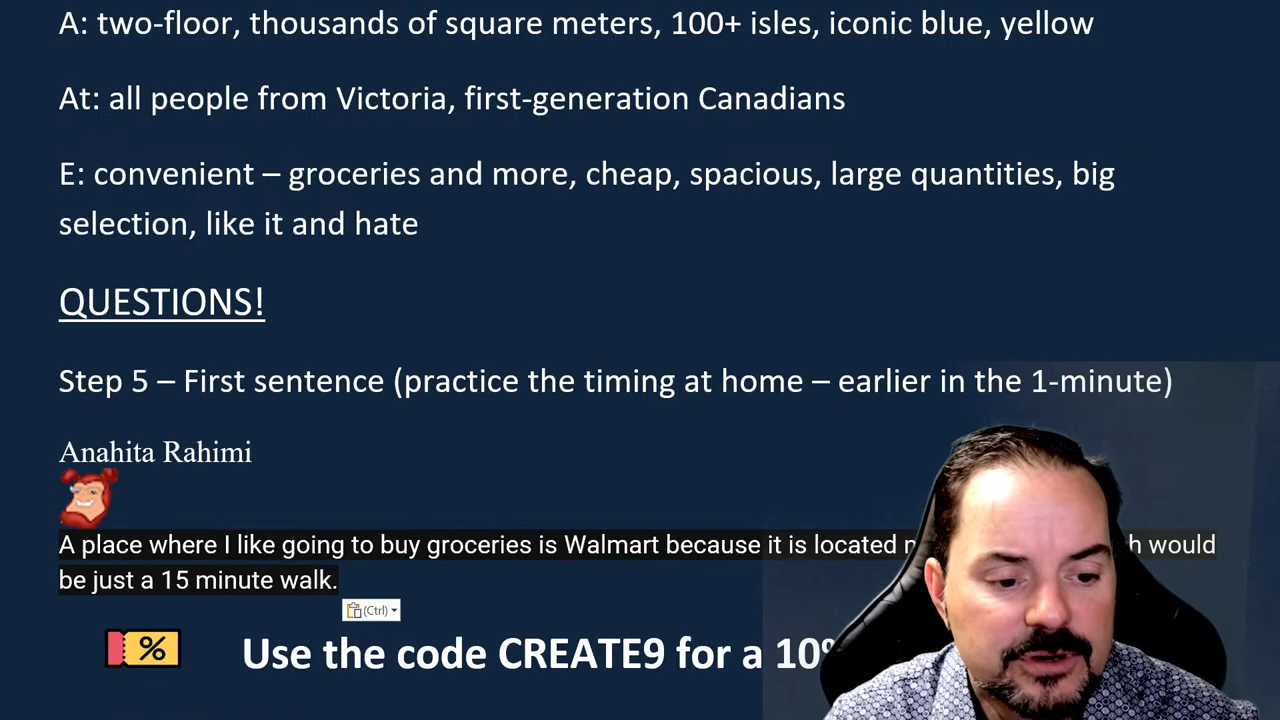 A: two-floor, thousands of square meters, 100+ isles, iconic blue, yellow
At: all people from Victoria, first-generation Canadians
E: convenient – groceries and more, cheap, spacious, large quantities, big
selection, like it and hate
QUESTIONS!
Step 5 – First sentence (practice the timing at home – earlier in the 1-minute)
Anahita Rahimi
A place where I like going to buy groceries is Walmart because it is located would
be just a 15 minute walk.
(Ctrl)
%
Use the code CREATE9 for a 10%